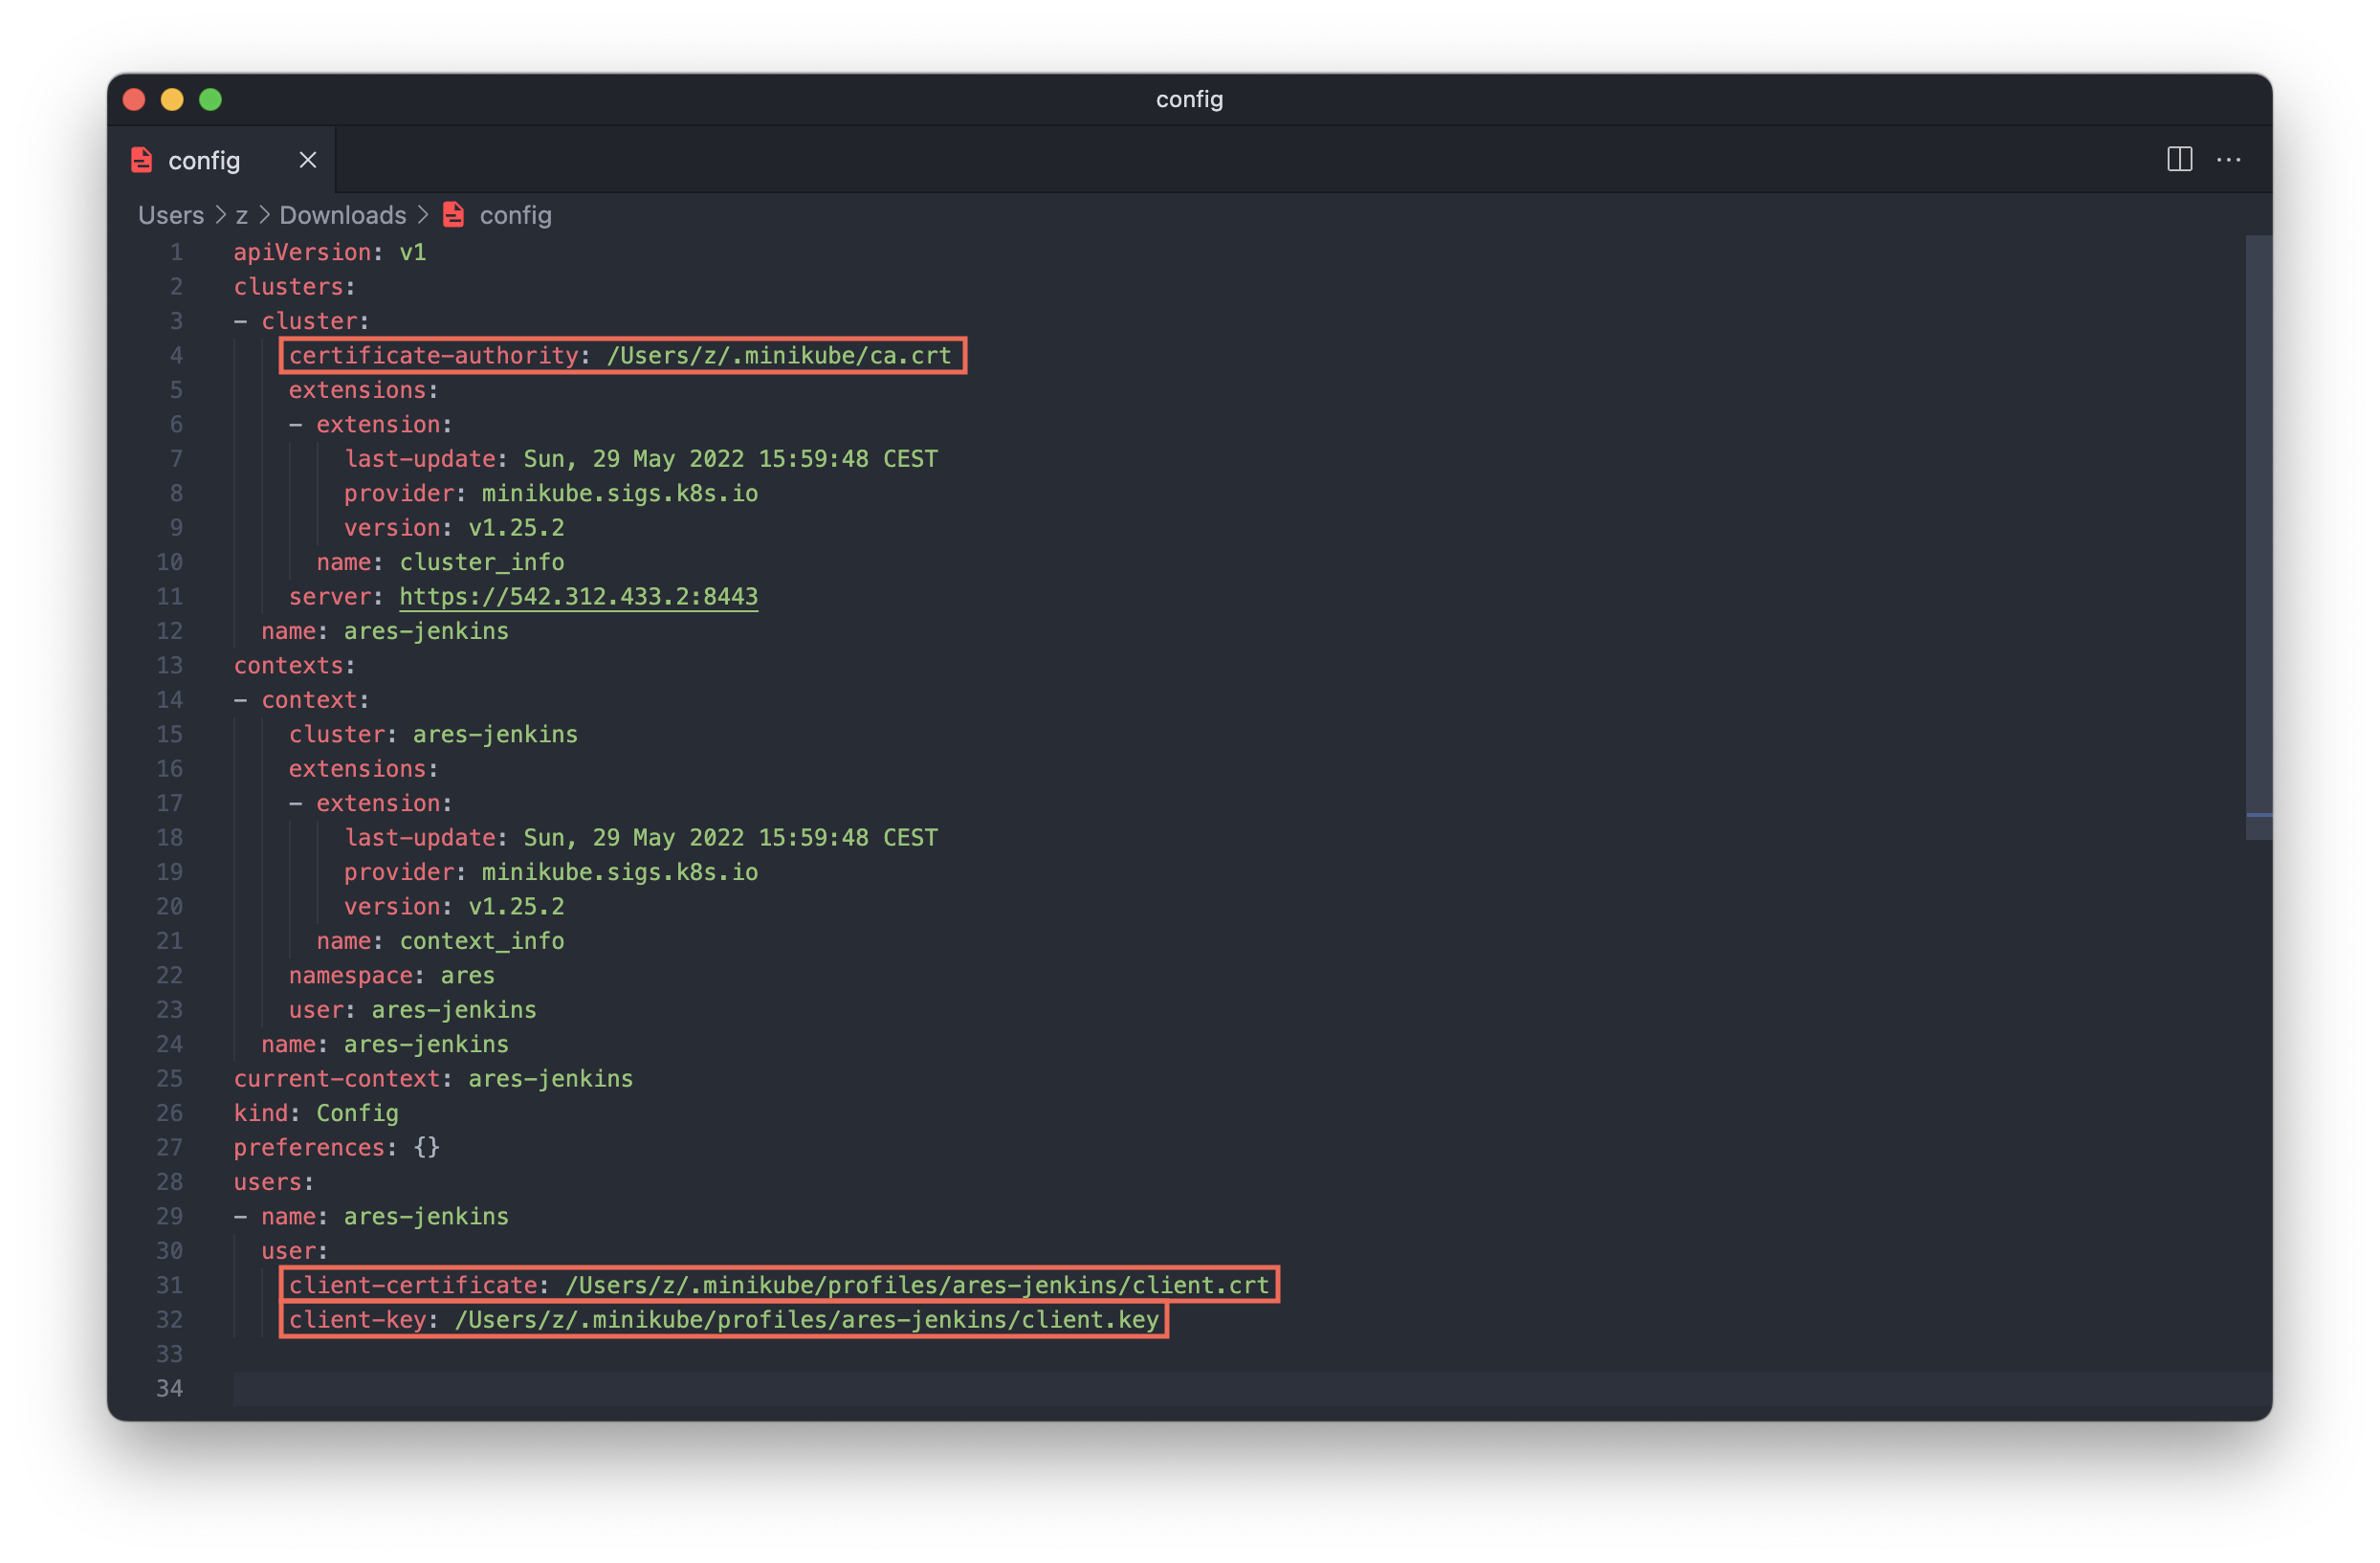 config
config
Users > z > Downloads > config
1 apiVersion: v1
2 clusters:
3 - cluster:
4     certificate-authority: /Users/z/.minikube/ca.crt
5     extensions:
6     - extension:
7         last-update: Sun, 29 May 2022 15:59:48 CEST
8         provider: minikube.sigs.k8s.io
9         version: v1.25.2
10       name: cluster_info
11     server: https://542.312.433.2:8443
12   name: ares-jenkins
13 contexts:
14 - context:
15     cluster: ares-jenkins
16     extensions:
17     - extension:
18         last-update: Sun, 29 May 2022 15:59:48 CEST
19         provider: minikube.sigs.k8s.io
20         version: v1.25.2
21       name: context_info
22     namespace: ares
23     user: ares-jenkins
24   name: ares-jenkins
25 current-context: ares-jenkins
26 kind: Config
27 preferences: {}
28 users:
29 - name: ares-jenkins
30   user:
31     client-certificate: /Users/z/.minikube/profiles/ares-jenkins/client.crt
32     client-key: /Users/z/.minikube/profiles/ares-jenkins/client.key
33
34